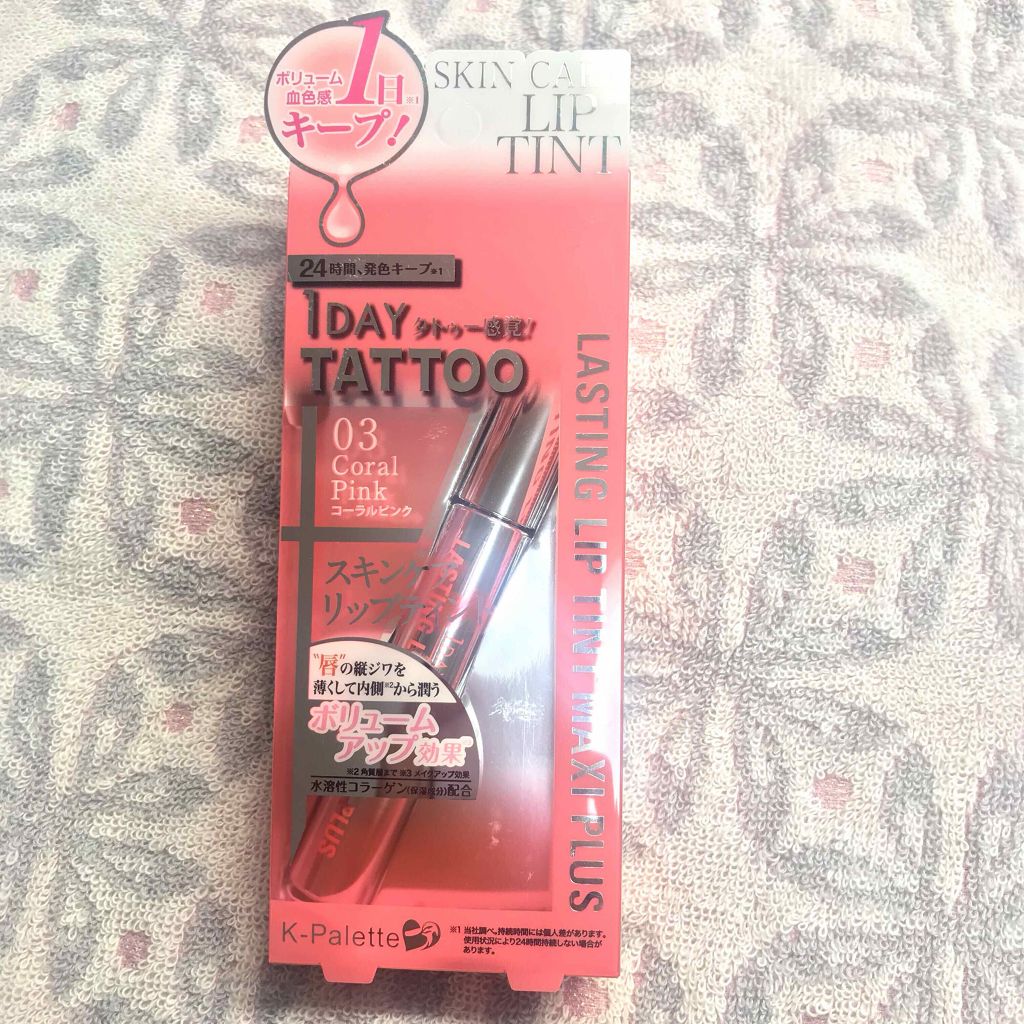 ボリューム
血色感
1日※1
キープ!
SKIN CA
LIP
TINT
24時間、発色キープ※1
1DAY タトゥー感覚!
TATTOO
03
Coral
Pink
コーラルピンク
スキンケ
リップティ
LASTING LIP TINT MAXI PLUS
LASTING L
PLUS
"唇"の縦ジワを
薄くして内側※2から潤う
ボリューム
アップ効果※3
※2 角質層まで ※3 メイクアップ効果
水溶性コラーゲン(保湿成分)配合
K-Palette
※1 当社調べ。持続時間には個人差があります。
使用状況により24時間持続しない場合が
あります。